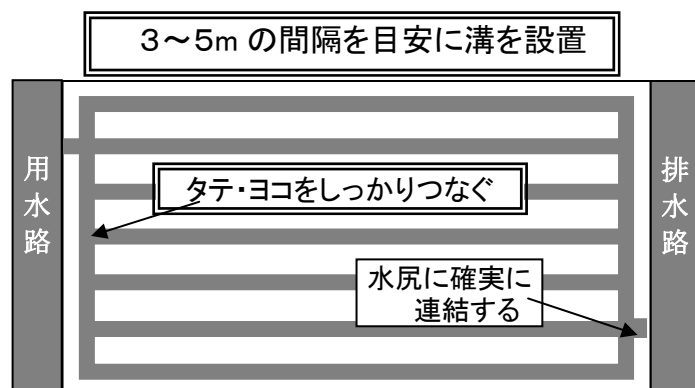 3～5m の間隔を目安に溝を設置
用水路
タテ・ヨコをしっかりつなぐ
排水路
水尻に確実に
連結する